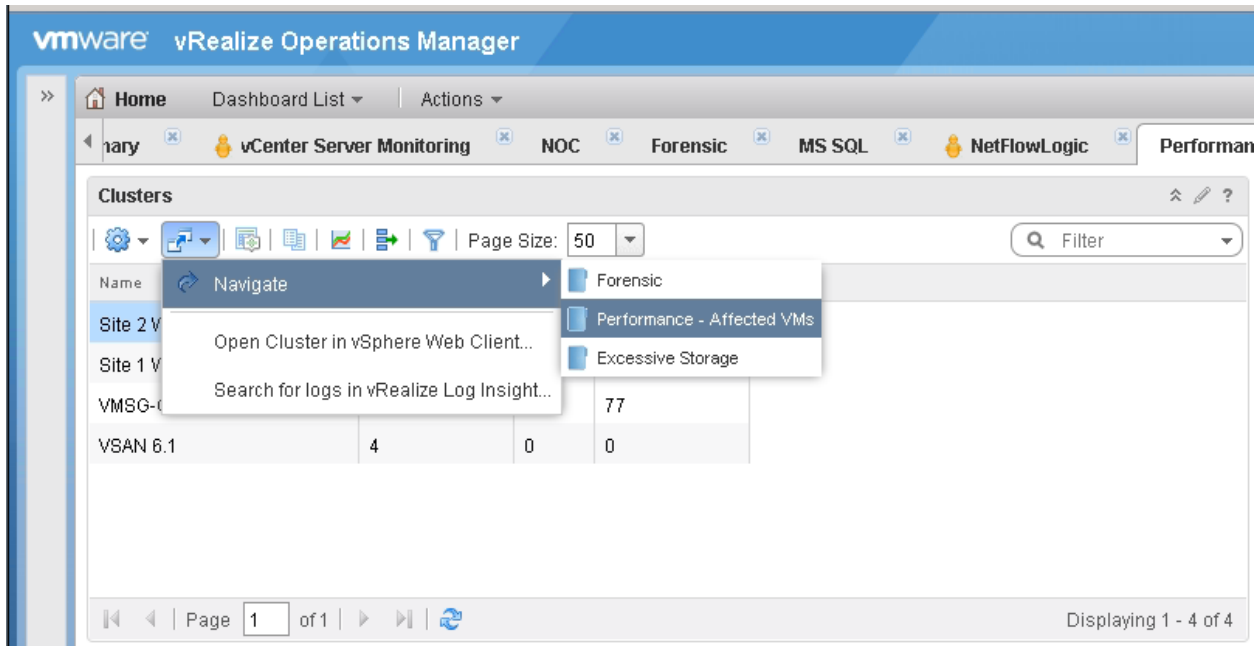 vmware vRealize Operations Manager
Home Dashboard List Actions
nary vCenter Server Monitoring NOC Forensic MS SQL NetFlowLogic Performan
Clusters ?
Page Size: 50 Filter
Name Navigate Forensic
Site 2 V Performance - Affected VMs
Open Cluster in vSphere Web Client...
Site 1 V Excessive Storage
Search for logs in vRealize Log Insight...
VMSG- 77
VSAN 6.1 4 0 0
Page 1 of 1 Displaying 1 - 4 of 4